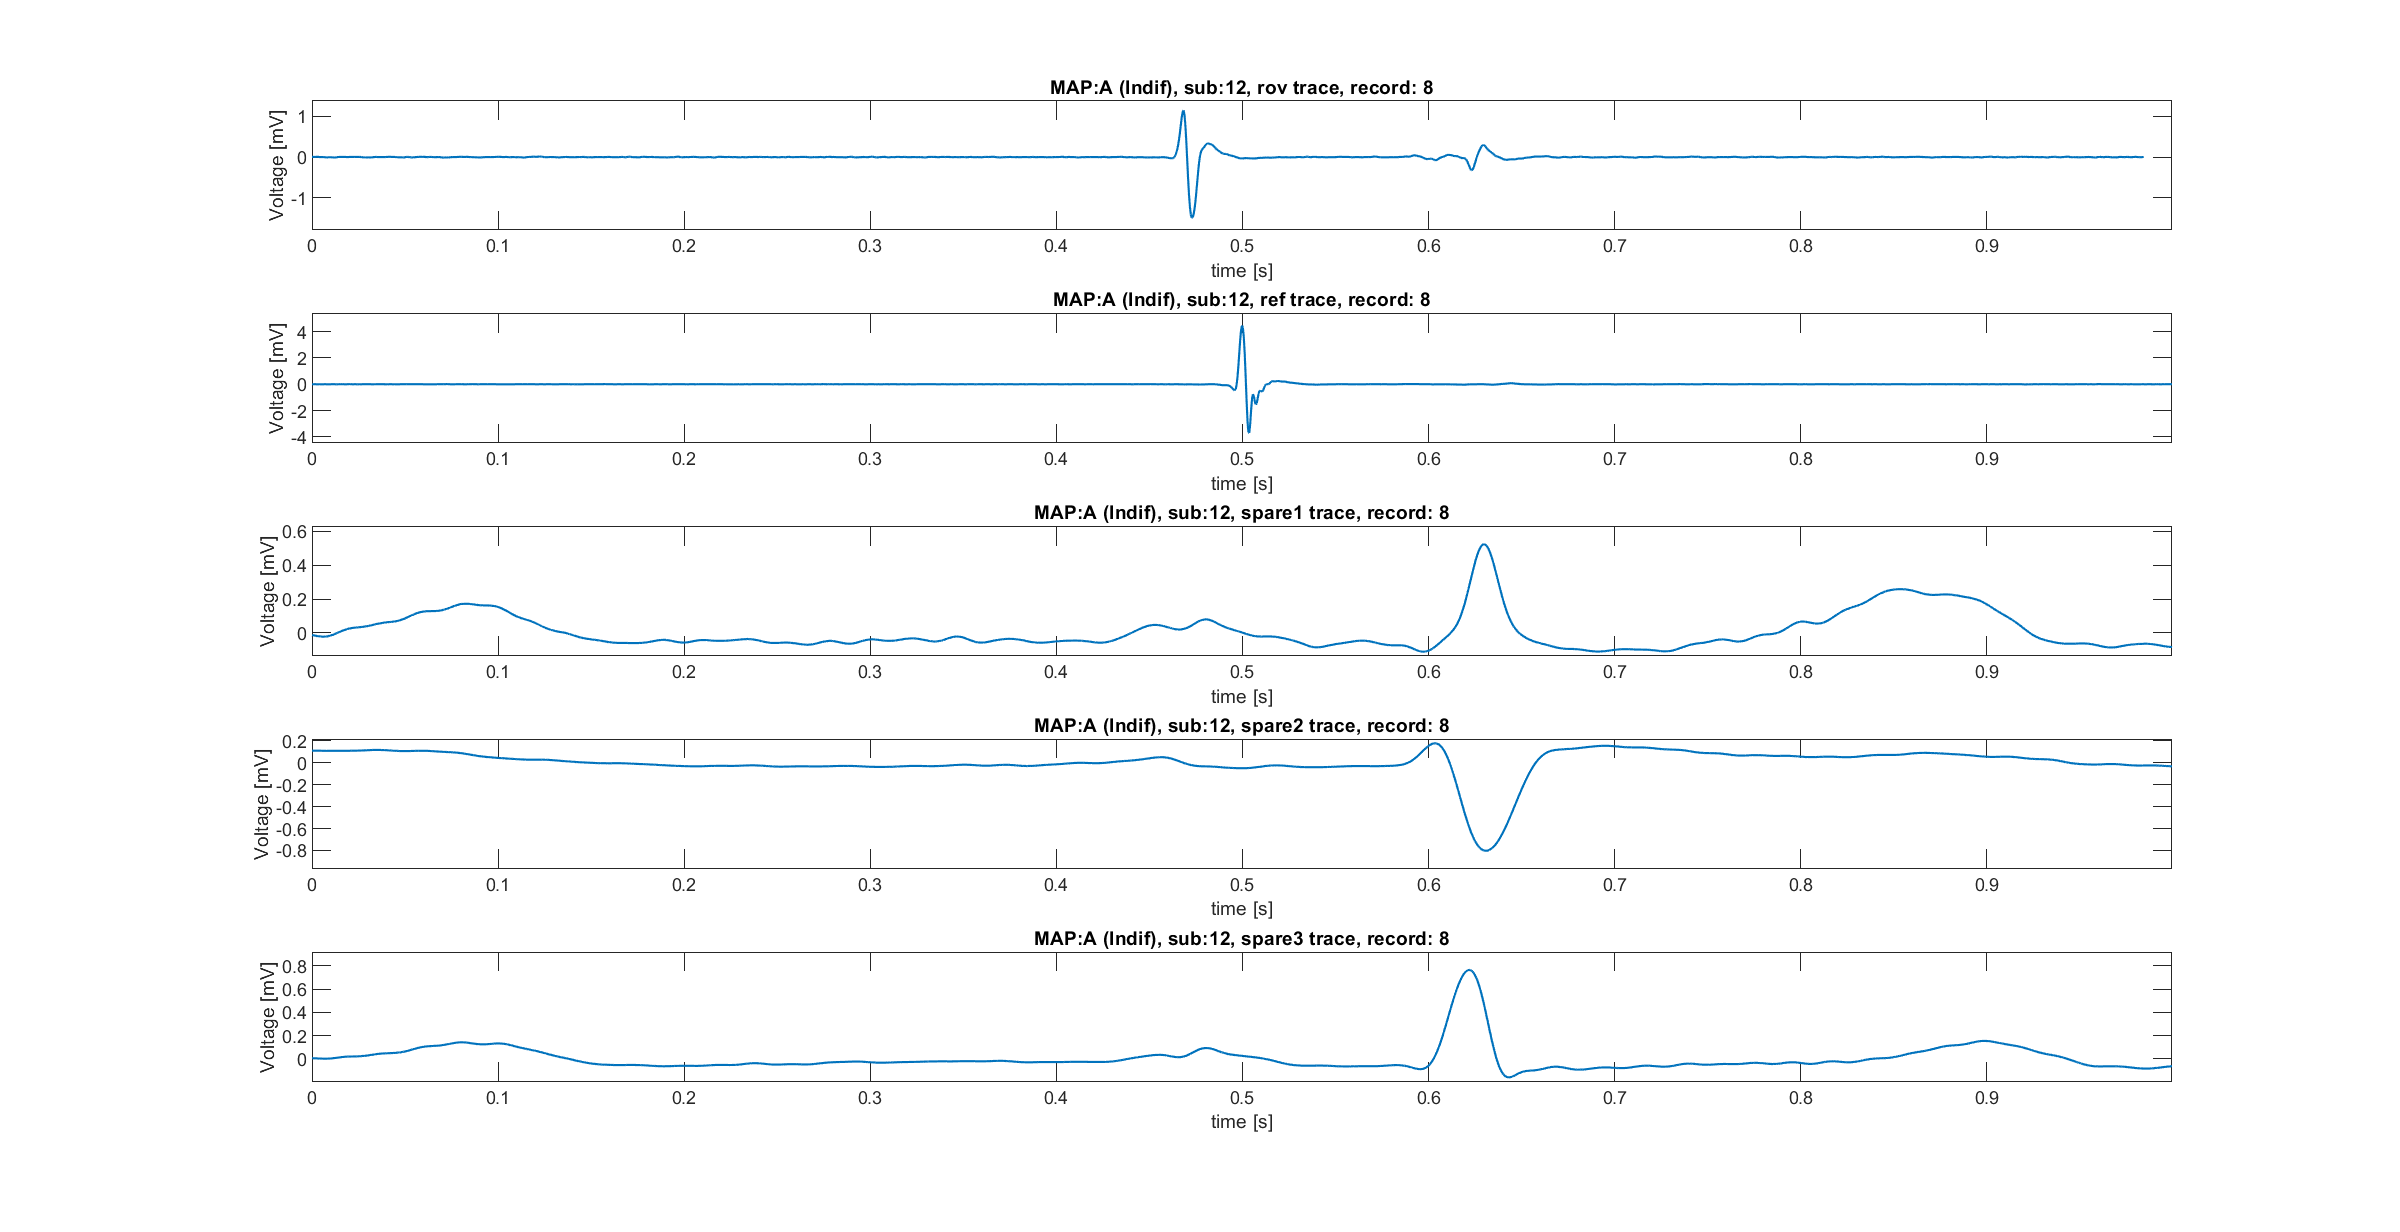 MAP:A (Indif), sub:12, rov trace, record: 8
Voltage [mV]
1
0
-1
0 0.1 0.2 0.3 0.4 0.5 0.6 0.7 0.8 0.9
time [s]
MAP:A (Indif), sub:12, ref trace, record: 8
Voltage [mV]
4
2
0
-2
-4
0 0.1 0.2 0.3 0.4 0.5 0.6 0.7 0.8 0.9
time [s]
MAP:A (Indif), sub:12, spare1 trace, record: 8
Voltage [mV]
0.6
0.4
0.2
0
0 0.1 0.2 0.3 0.4 0.5 0.6 0.7 0.8 0.9
time [s]
MAP:A (Indif), sub:12, spare2 trace, record: 8
Voltage [mV]
0.2
0
-0.2
-0.4
-0.6
-0.8
0 0.1 0.2 0.3 0.4 0.5 0.6 0.7 0.8 0.9
time [s]
MAP:A (Indif), sub:12, spare3 trace, record: 8
Voltage [mV]
0.8
0.6
0.4
0.2
0
0 0.1 0.2 0.3 0.4 0.5 0.6 0.7 0.8 0.9
time [s]